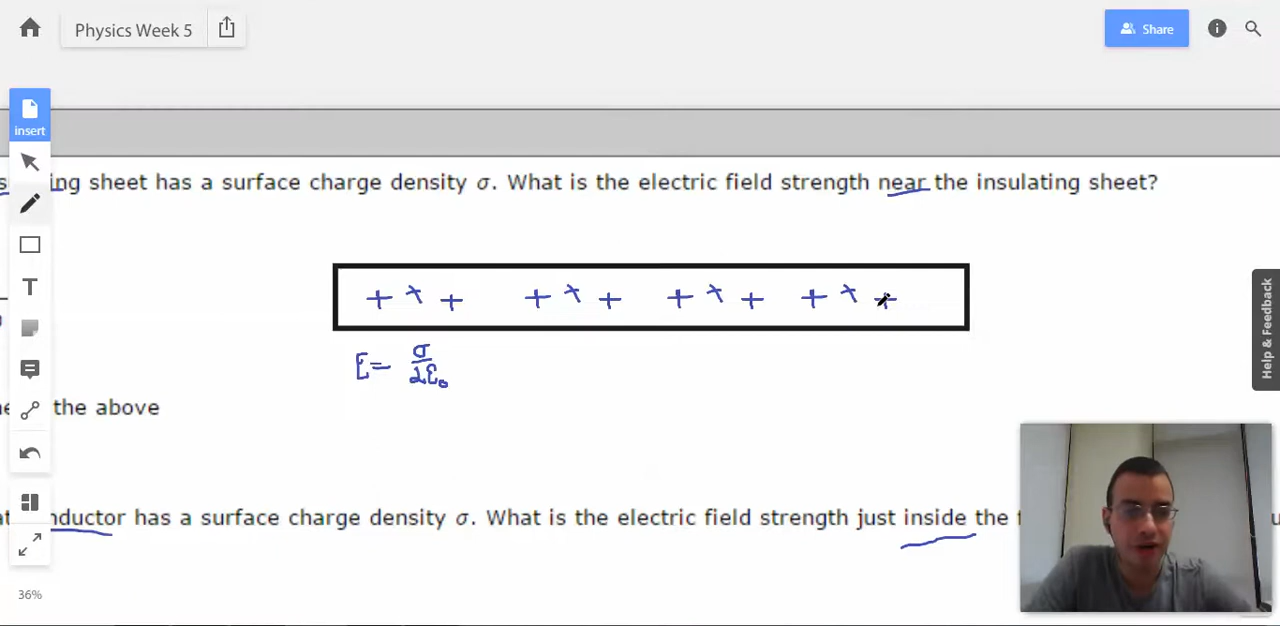 Physics Week 5
Share
insert
ing sheet has a surface charge density σ. What is the electric field strength near the insulating sheet?
+ + + + + + + + + + + +
E = σ/2ε₀
the above
nductor has a surface charge density σ. What is the electric field strength just inside the
T
Help & Feedback
36%